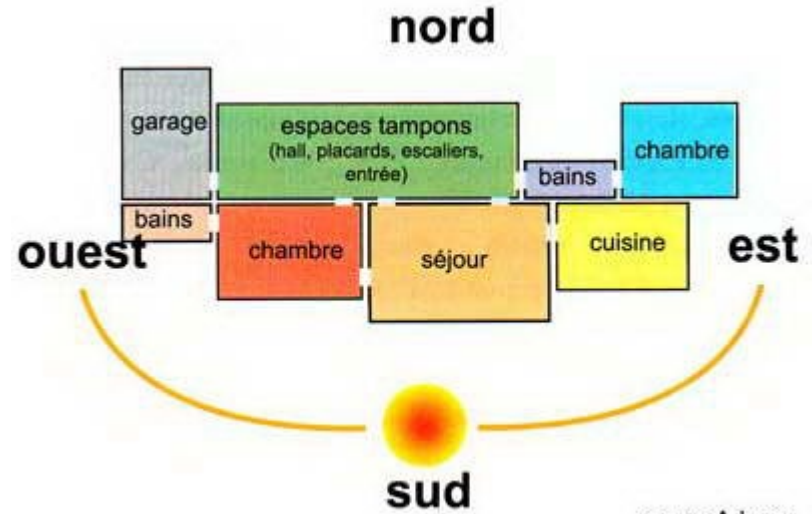 nord
garage
espaces tampons
(hall, placards, escaliers,
entrée)
bains
chambre
bains
chambre
séjour
cuisine
ouest
est
sud